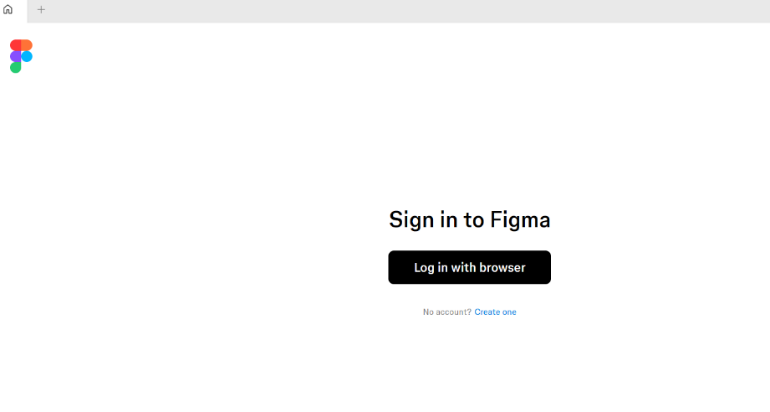 Sign in to Figma
Log in with browser
No account? Create one